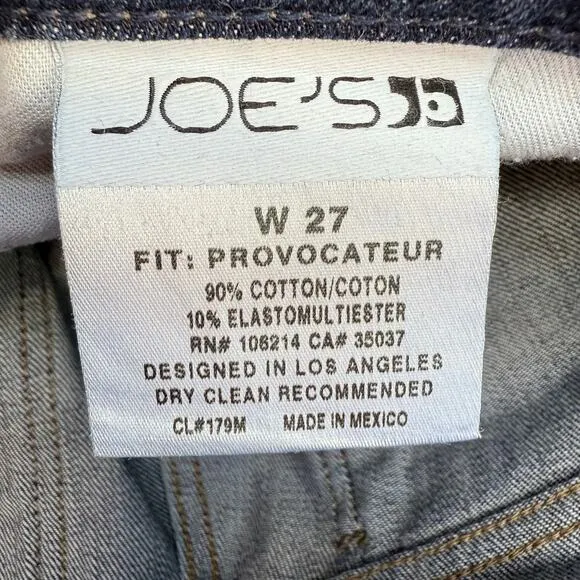 JOE'S
W 27
FIT: PROVOCATEUR
90% COTTON/COTON
10% ELASTOMULTIESTER
RN# 106214 CA# 35037
DESIGNED IN LOS ANGELES
DRY CLEAN RECOMMENDED
CL#179M MADE IN MEXICO